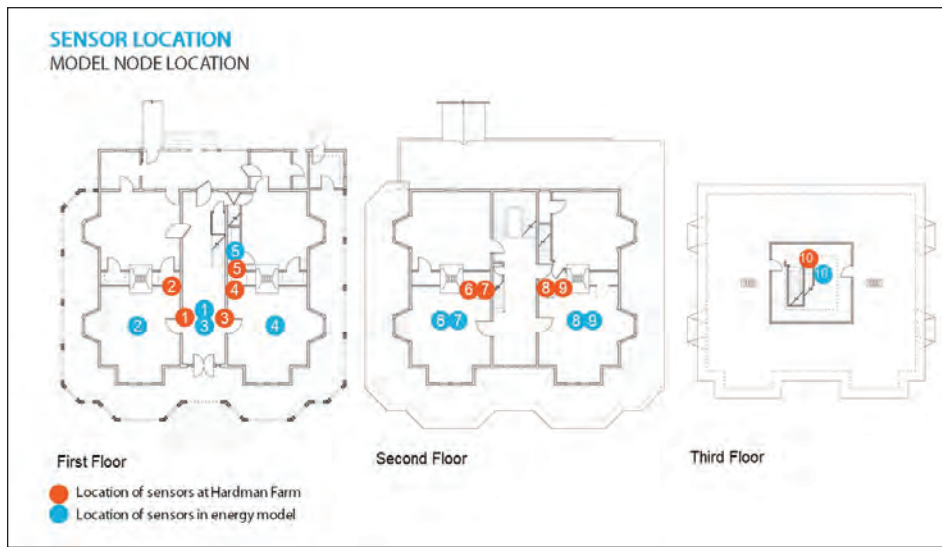 SENSOR LOCATION
MODEL NODE LOCATION
5
5
2
4
1
1
3
3
2
4
6 7
8 9
6 7
8 9
10
10
First Floor
Second Floor
Third Floor
Location of sensors at Hardman Farm
Location of sensors in energy model